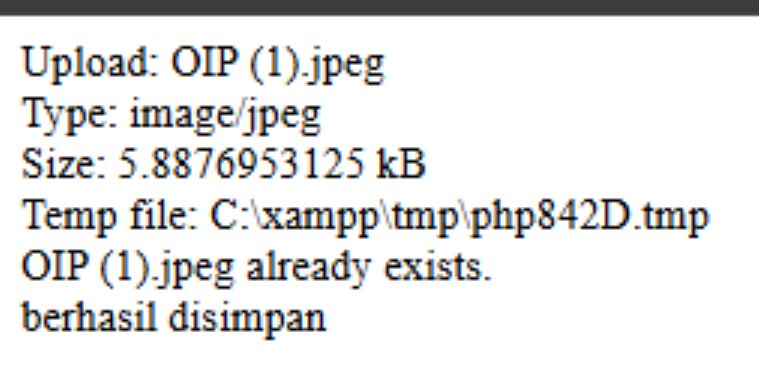 Upload: OIP (1).jpeg
Type: image/jpeg
Size: 5.8876953125 kB
Temp file: C:\xampp\tmp\php842D.tmp
OIP (1).jpeg already exists.
berhasil disimpan